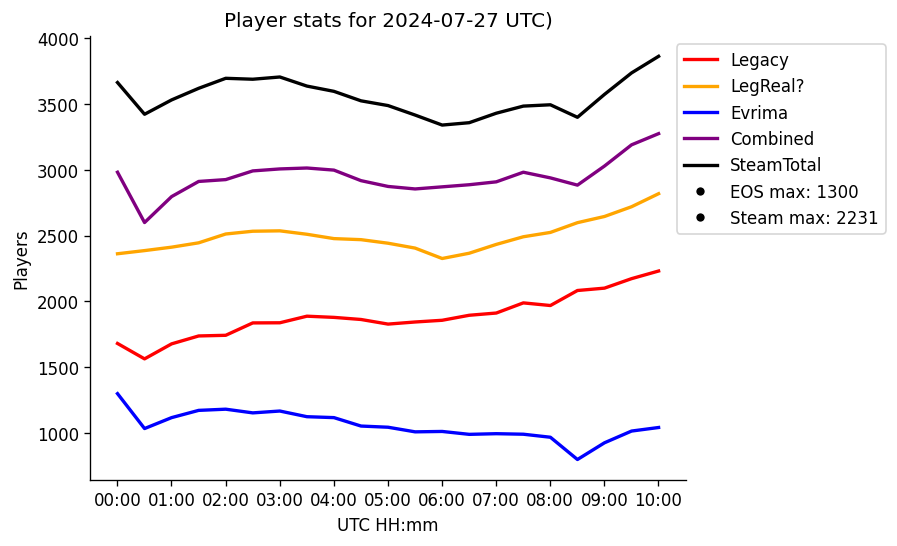 Player stats for 2024-07-27 UTC)
4000
3500
3000
2500
2000
1500
1000
Players
00:00 01:00 02:00 03:00 04:00 05:00 06:00 07:00 08:00 09:00 10:00
UTC HH:mm
Legacy
LegReal?
Evrima
Combined
SteamTotal
EOS max: 1300
Steam max: 2231